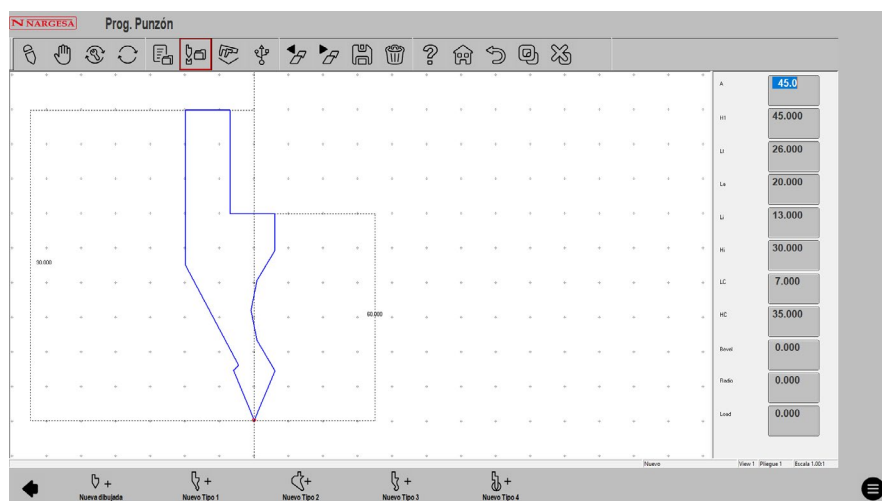 NARGESA
Prog. Punzón
A 45.0
H1 45.000
Lt 26.000
La 20.000
Li 13.000
Hi 30.000
LC 7.000
HC 35.000
Bevel 0.000
Radio 0.000
Load 0.000
90.000
60.000
Nuevo View 1 Pliegue 1 Escala 1.00:1
Nueva dibujada
Nuevo Tipo 1
Nuevo Tipo 2
Nuevo Tipo 3
Nuevo Tipo 4